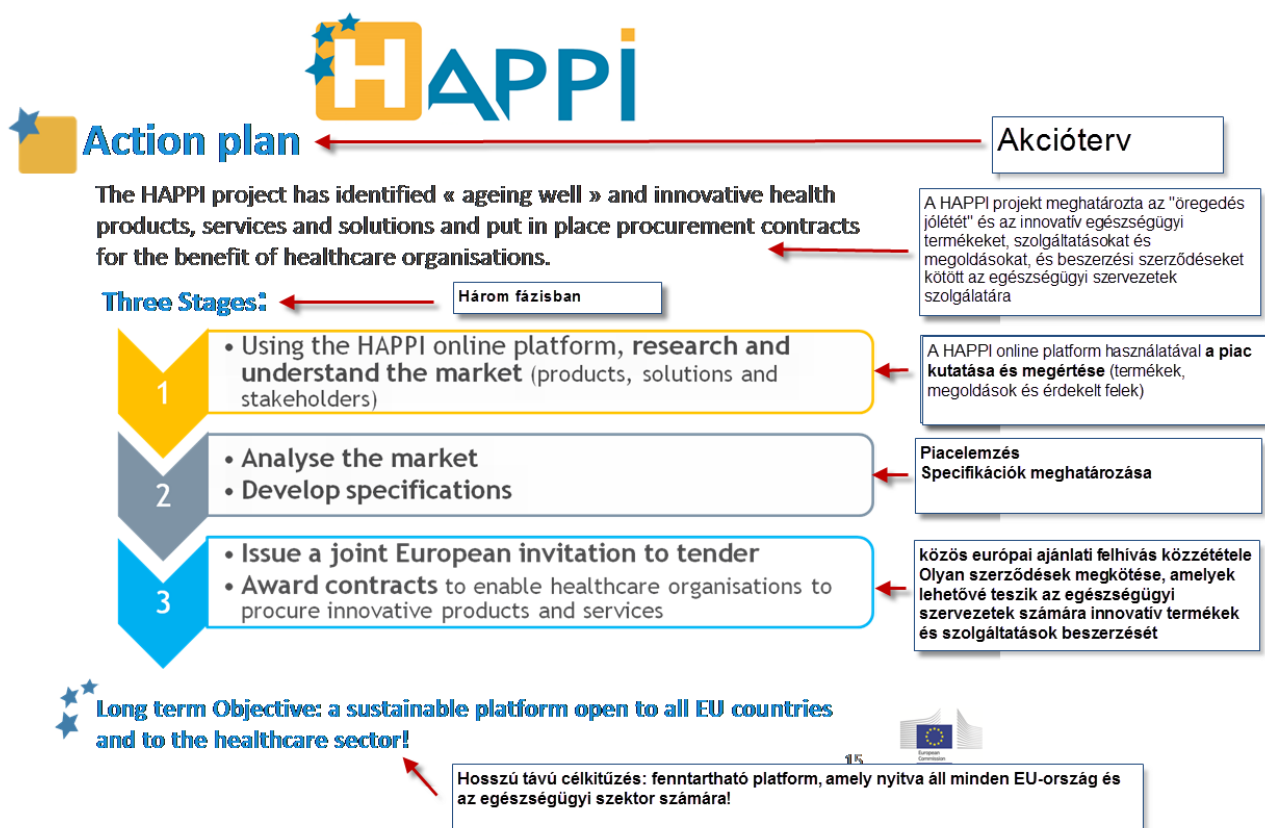 HAPPi
Action plan
Akcióterv
The HAPPI project has identified « ageing well » and innovative health
products, services and solutions and put in place procurement contracts
for the benefit of healthcare organisations.
A HAPPI projekt meghatározta az "öregedés
jólétét" és az innovatív egészségügyi
termékeket, szolgáltatásokat és
megoldásokat, és beszerzési szerződéseket
kötött az egészségügyi szervezetek
szolgálatára
Three Stages:
Három fázisban
1
• Using the HAPPI online platform, research and
understand the market (products, solutions and
stakeholders)
A HAPPI online platform használatával a piac
kutatása és megértése (termékek,
megoldások és érdekelt felek)
2
• Analyse the market
• Develop specifications
Piacelemzés
Specifikációk meghatározása
3
• Issue a joint European invitation to tender
• Award contracts to enable healthcare organisations to
procure innovative products and services
közös európai ajánlati felhívás közzététele
Olyan szerződések megkötése, amelyek
lehetővé teszik az egészségügyi
szervezetek számára innovatív termékek
és szolgáltatások beszerzését
Long term Objective: a sustainable platform open to all EU countries
and to the healthcare sector!
European
Commission
15
Hosszú távú célkitűzés: fenntartható platform, amely nyitva áll minden EU-ország és
az egészségügyi szektor számára!